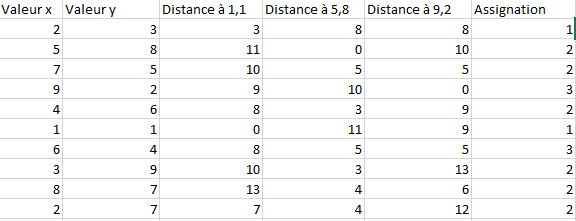 Valeur x Valeur y Distance à 1,1 Distance à 5,8 Distance à 9,2 Assignation
2 3 3 8 8 1
5 8 11 0 10 2
7 5 10 5 5 2
9 2 9 10 0 3
4 6 8 3 9 2
1 1 0 11 9 1
6 4 8 5 5 3
3 9 10 3 13 2
8 7 13 4 6 2
2 7 7 4 12 2